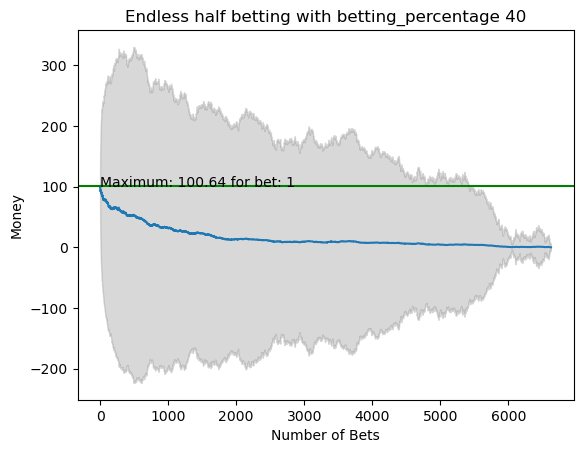 Endless half betting with betting_percentage 40
Money
300
200
100
0
−100
−200
Maximum: 100.64 for bet: 1
0 1000 2000 3000 4000 5000 6000
Number of Bets